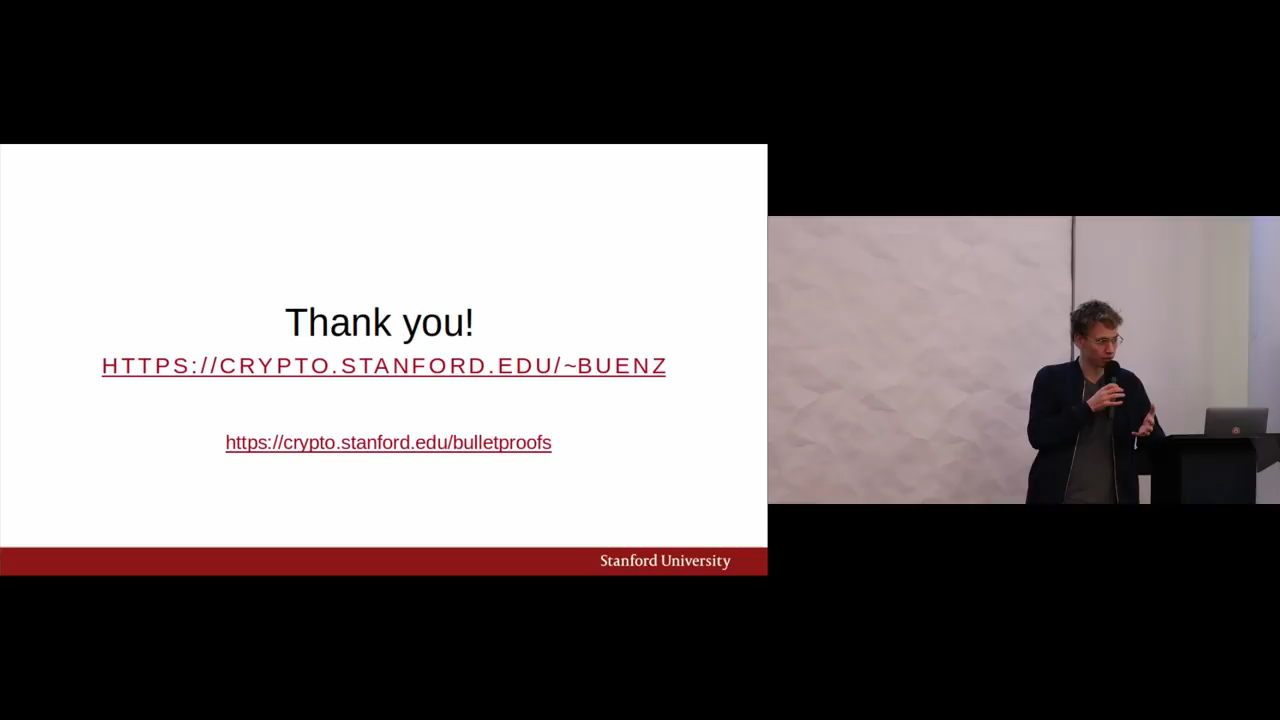 Thank you!
HTTPS://CRYPTO.STANFORD.EDU/~BUENZ
https://crypto.stanford.edu/bulletproofs
Stanford University